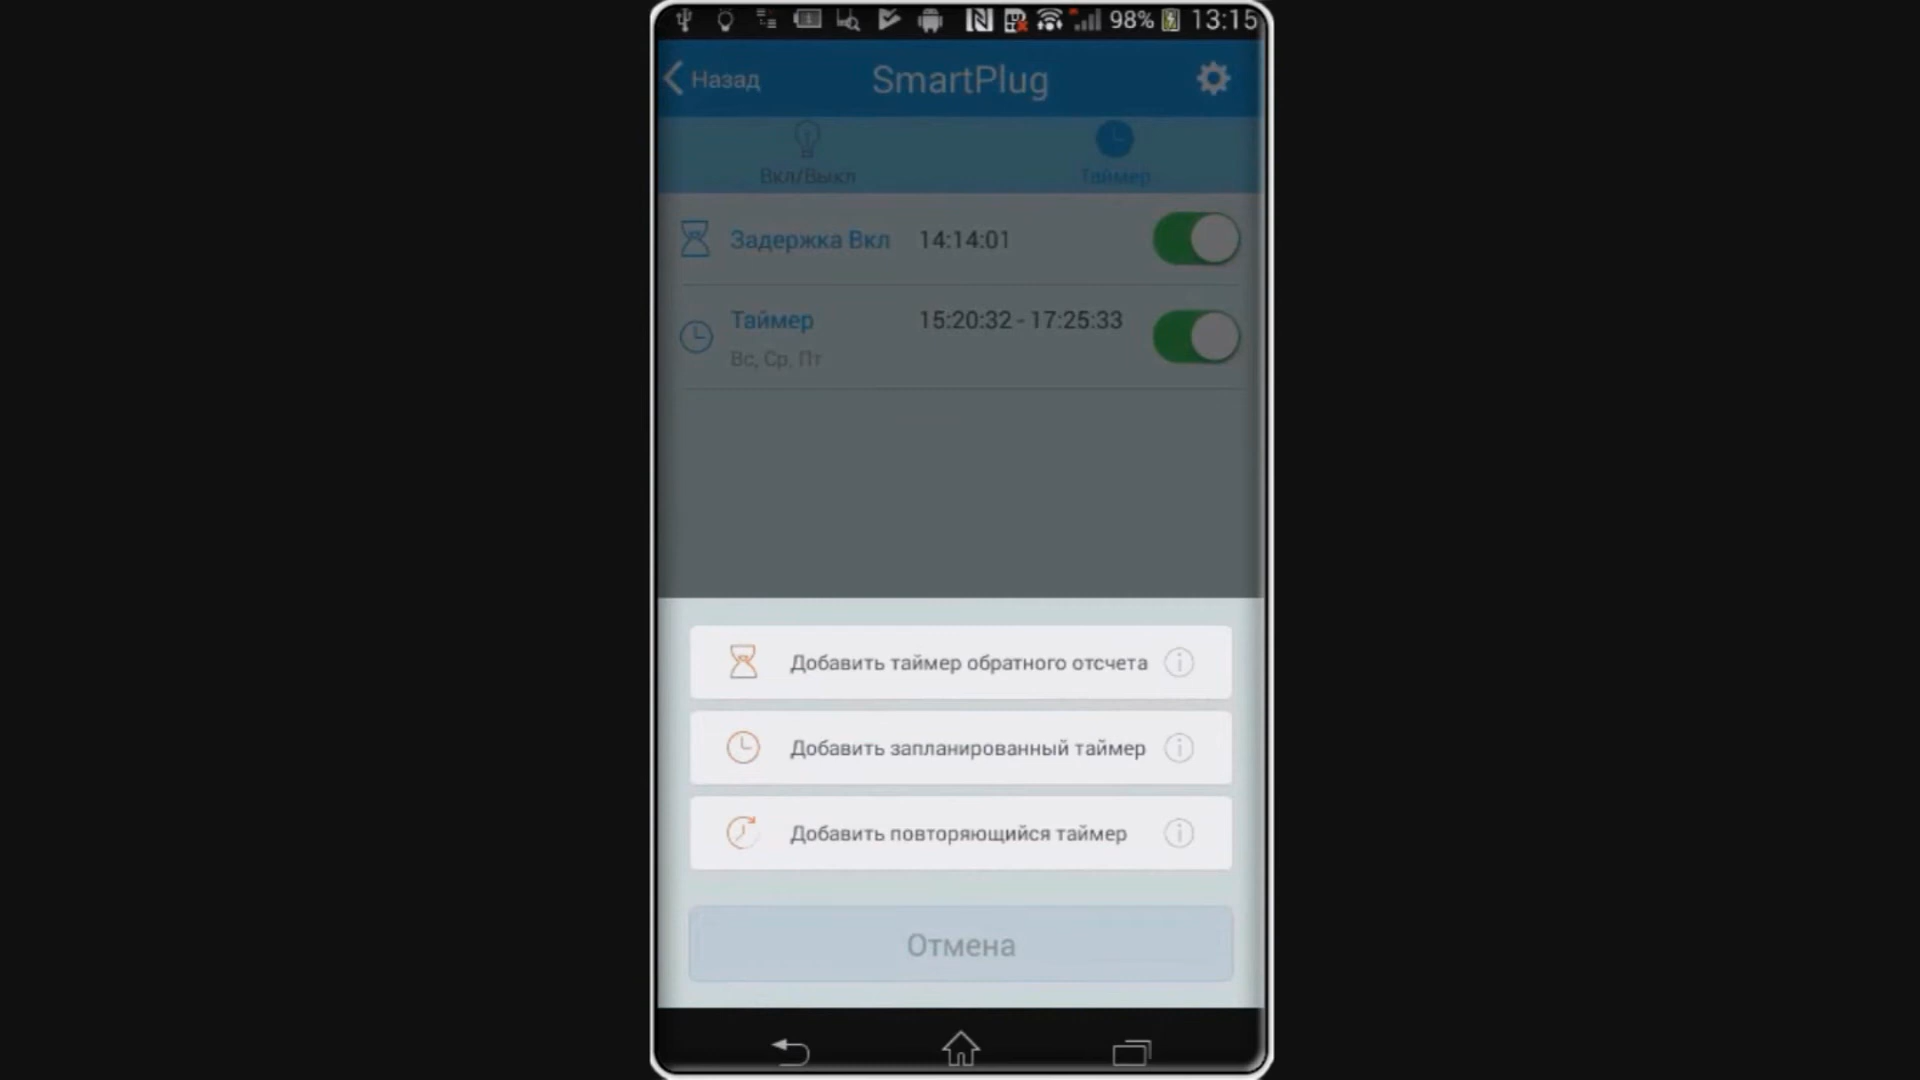 98% 13:15
Назад SmartPlug
Вкл/Выкл Таймер
Задержка Вкл 14:14:01
Таймер 15:20:32 - 17:25:33
Вс, Ср, Пт
Добавить таймер обратного отсчета
Добавить запланированный таймер
Добавить повторяющийся таймер
Отмена